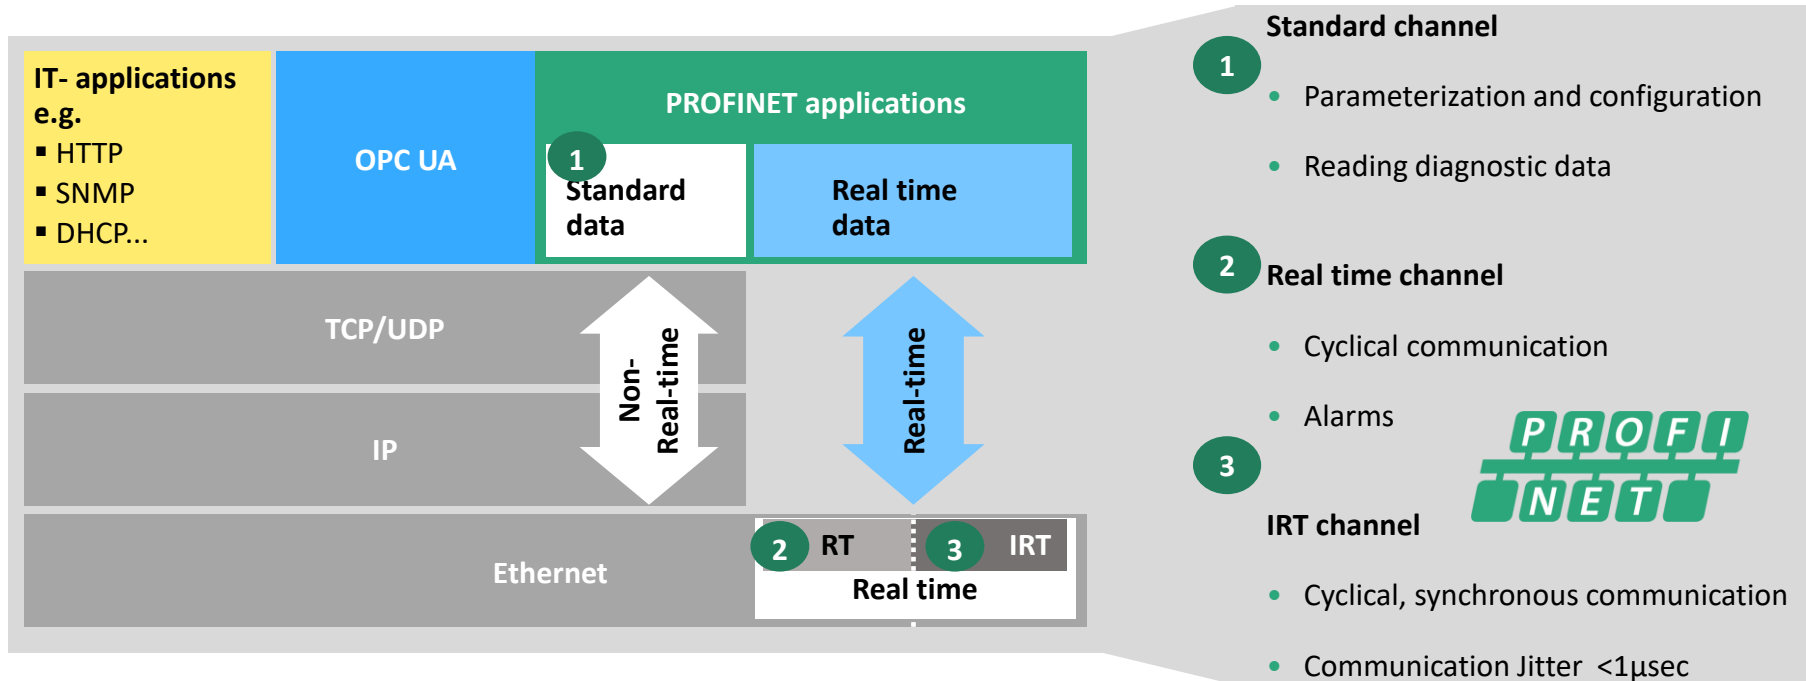 IT- applications
e.g.
▪ HTTP
▪ SNMP
▪ DHCP...
OPC UA
PROFINET applications
1
Standard
data
Real time
data
TCP/UDP
IP
Non-
Real-time
Real-time
Ethernet
2
RT
3
IRT
Real time
1
Standard channel
• Parameterization and configuration
• Reading diagnostic data
2
Real time channel
• Cyclical communication
• Alarms
3
IRT channel
• Cyclical, synchronous communication
• Communication Jitter <1µsec
PROFI
NET